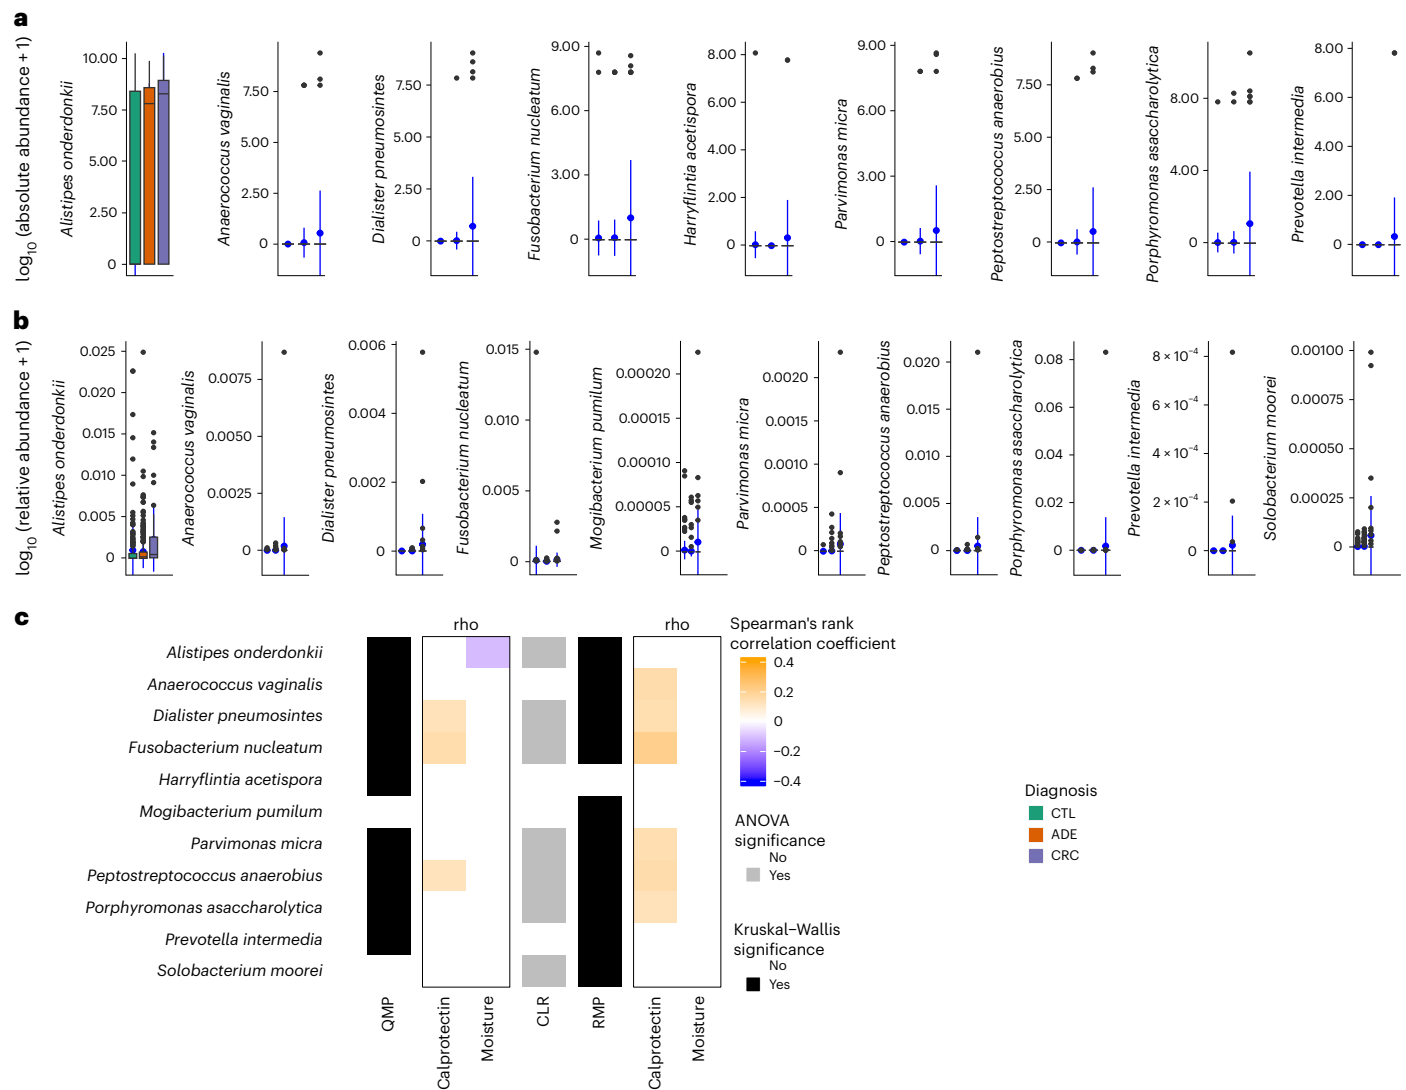 a
log10 (absolute abundance + 1)
Alistipes onderdonkii
10.00
7.50
5.00
2.50
0
Anaerococcus vaginalis
7.50
5.00
2.50
0
Dialister pneumosintes
7.50
5.00
2.50
0
Fusobacterium nucleatum
9.00
6.00
3.00
0
Harryflintia acetispora
8.00
6.00
4.00
2.00
0
Parvimonas micra
9.00
6.00
3.00
0
Peptostreptococcus anaerobius
7.50
5.00
2.50
0
Porphyromonas asaccharolytica
8.00
4.00
0
Prevotella intermedia
8.00
6.00
4.00
2.00
0
b
log10 (relative abundance + 1)
Alistipes onderdonkii
0.025
0.020
0.015
0.010
0.005
0
Anaerococcus vaginalis
0.0075
0.0050
0.0025
0
Dialister pneumosintes
0.006
0.004
0.002
0
Fusobacterium nucleatum
0.015
0.010
0.005
0
Mogibacterium pumilum
0.00020
0.00015
0.00010
0.00005
0
Parvimonas micra
0.0020
0.0015
0.0010
0.0005
0
Peptostreptococcus anaerobius
0.020
0.015
0.010
0.005
0
Porphyromonas asaccharolytica
0.08
0.06
0.04
0.02
0
Prevotella intermedia
8 × 10−4
6 × 10−4
4 × 10−4
2 × 10−4
0
Solobacterium moorei
0.00100
0.00075
0.00050
0.00025
0
c
rho
rho
Alistipes onderdonkii
Anaerococcus vaginalis
Dialister pneumosintes
Fusobacterium nucleatum
Harryflintia acetispora
Mogibacterium pumilum
Parvimonas micra
Peptostreptococcus anaerobius
Porphyromonas asaccharolytica
Prevotella intermedia
Solobacterium moorei
QMP
Calprotectin
Moisture
CLR
RMP
Calprotectin
Moisture
Spearman's rank
correlation coefficient
0.4
0.2
0
−0.2
−0.4
ANOVA
significance
No
Yes
Kruskal–Wallis
significance
No
Yes
Diagnosis
CTL
ADE
CRC